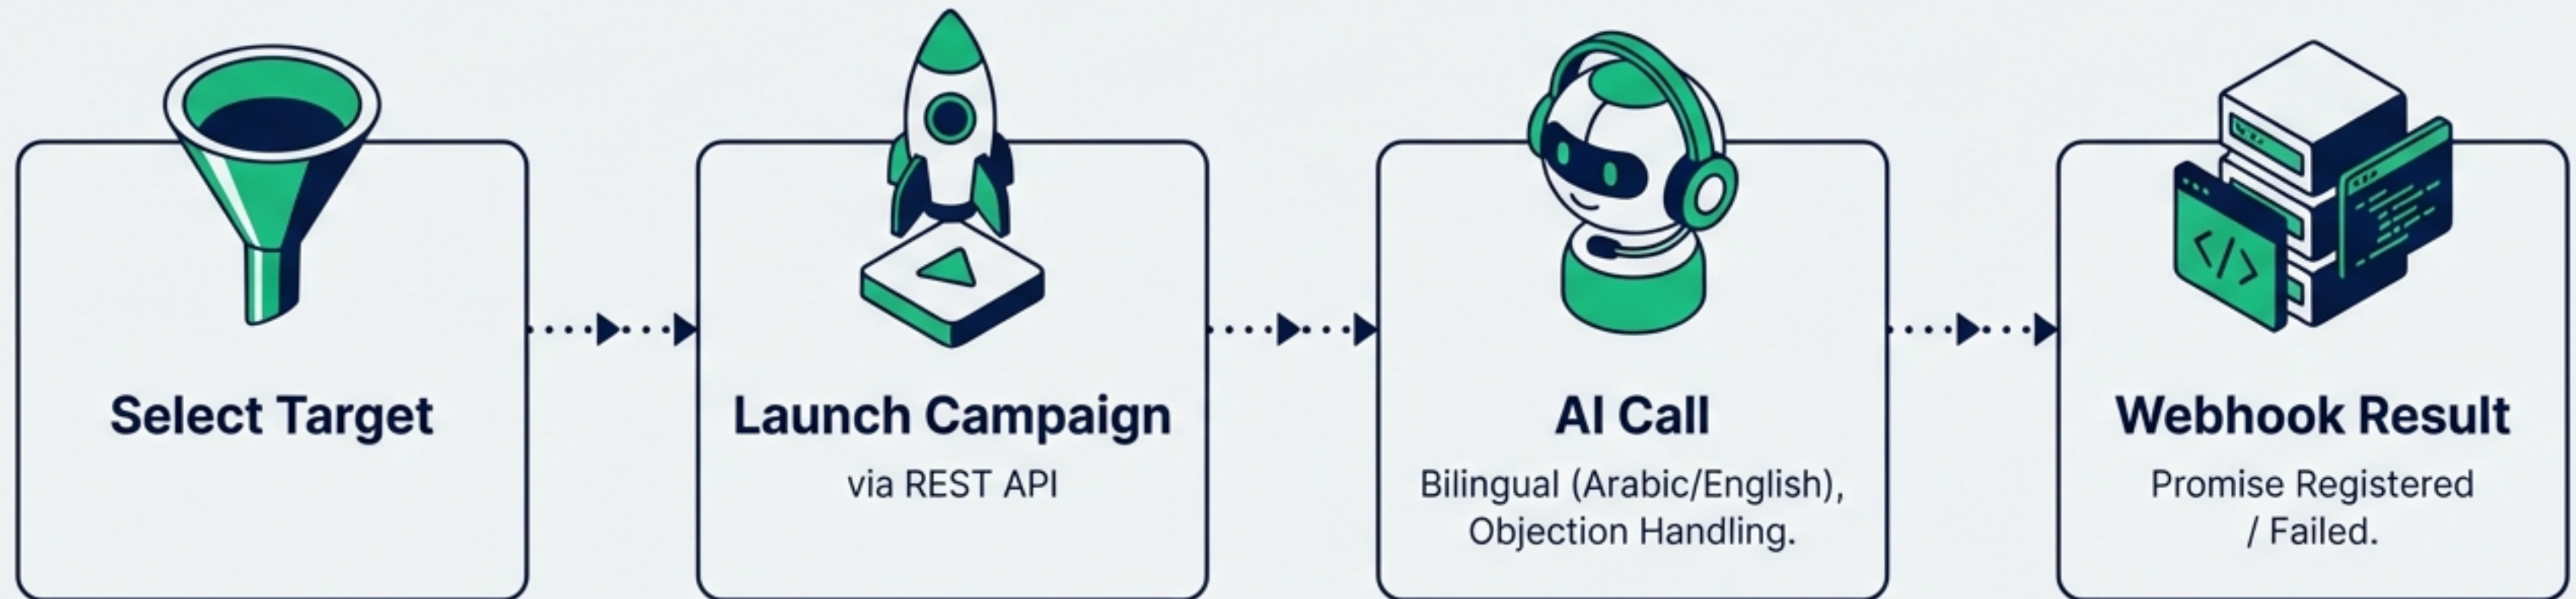 Select Target
Launch Campaign
via REST API
AI Call
Bilingual (Arabic/English),
Objection Handling.
Webhook Result
Promise Registered
/ Failed.